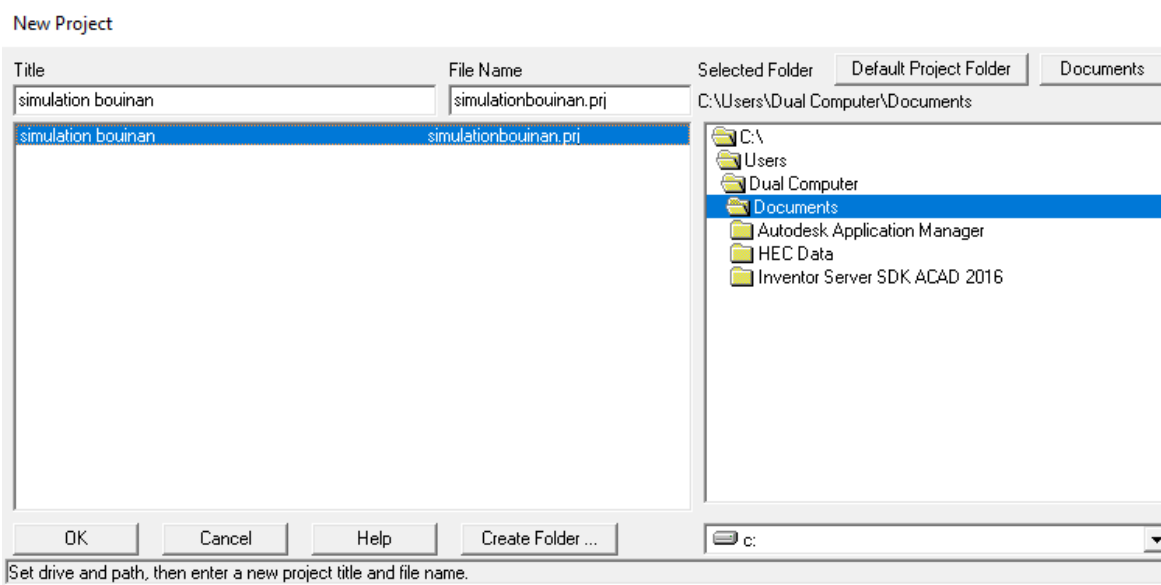 New Project
Title File Name Selected Folder Default Project Folder Documents
simulation bouinan simulationbouinan.prj C:\Users\Dual Computer\Documents
simulation bouinan simulationbouinan.prj
C:\
Users
Dual Computer
Documents
Autodesk Application Manager
HEC Data
Inventor Server SDK ACAD 2016
OK Cancel Help Create Folder ... c:
Set drive and path, then enter a new project title and file name.